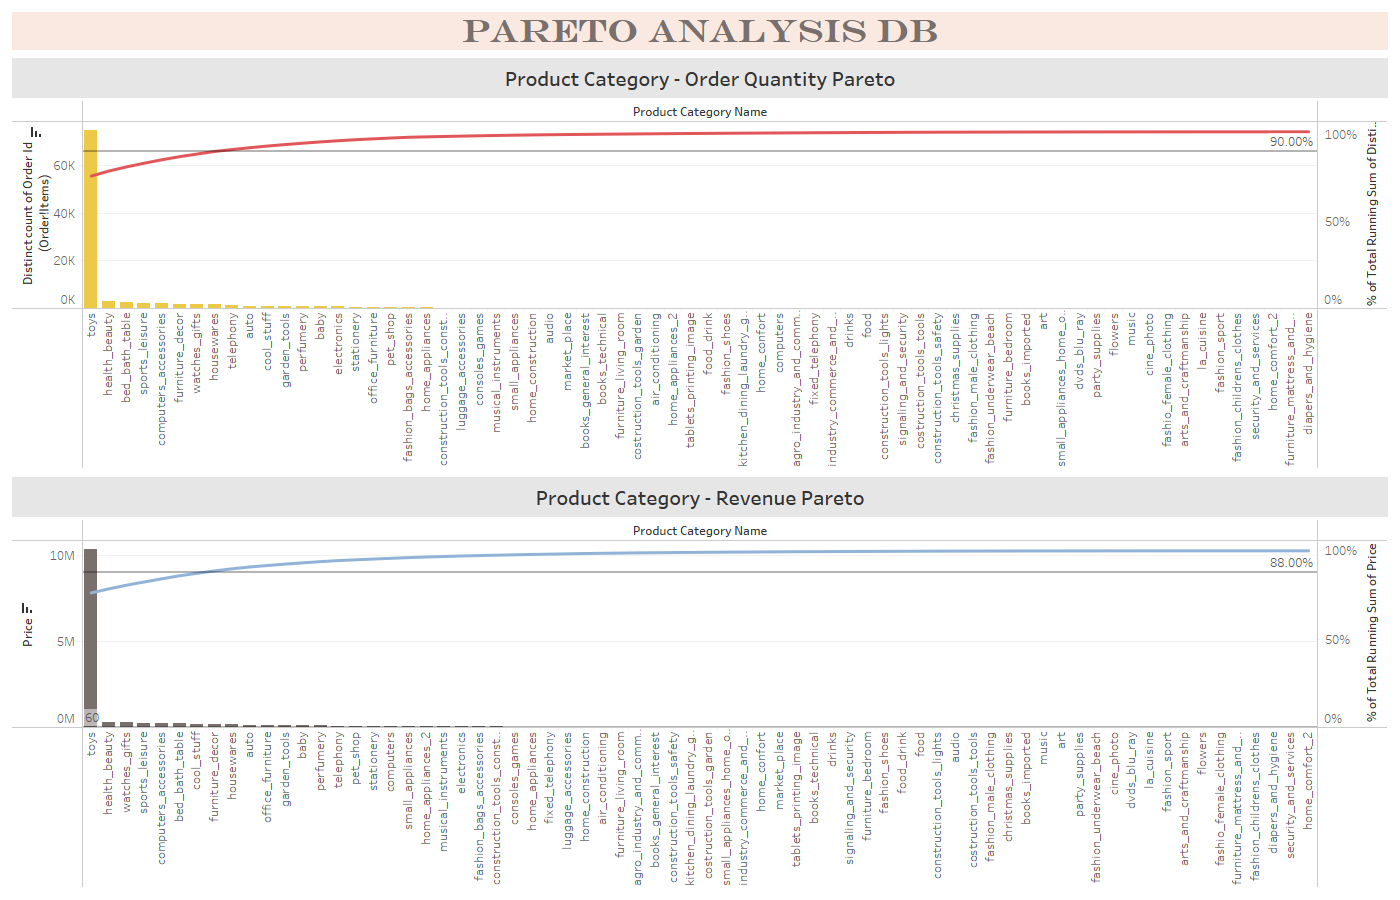 PARETO ANALYSIS DB
Product Category - Order Quantity Pareto
Product Category Name
Distinct count of Order Id
(Order!Items)
60K
40K
20K
0K
90.00%
100%
50%
0%
% of Total Running Sum of Disti..
toys
health_beauty
bed_bath_table
sports_leisure
computers_accessories
furniture_decor
watches_gifts
housewares
telephony
auto
cool_stuff
garden_tools
perfumery
baby
electronics
stationery
office_furniture
pet_shop
fashion_bags_accessories
home_appliances
construction_tools_const..
luggage_accessories
consoles_games
musical_instruments
small_appliances
home_construction
audio
market_place
books_general_interest
books_technical
furniture_living_room
costruction_tools_garden
air_conditioning
home_appliances_2
tablets_printing_image
food_drink
fashion_shoes
kitchen_dining_laundry_g..
home_confort
computers
agro_industry_and_comm..
fixed_telephony
industry_commerce_and_..
drinks
food
construction_tools_lights
signaling_and_security
costruction_tools_tools
construction_tools_safety
christmas_supplies
fashion_male_clothing
fashion_underwear_beach
furniture_bedroom
books_imported
art
small_appliances_home_o..
dvds_blu_ray
party_supplies
flowers
music
cine_photo
fashio_female_clothing
arts_and_craftmanship
la_cuisine
fashion_sport
fashion_childrens_clothes
security_and_services
home_comfort_2
furniture_mattress_and_..
diapers_and_hygiene
Product Category - Revenue Pareto
Product Category Name
Price
10M
5M
0M
60
88.00%
100%
50%
0%
% of Total Running Sum of Price
toys
health_beauty
watches_gifts
sports_leisure
computers_accessories
bed_bath_table
cool_stuff
furniture_decor
housewares
auto
office_furniture
garden_tools
baby
perfumery
telephony
pet_shop
stationery
computers
small_appliances
home_appliances_2
musical_instruments
electronics
fashion_bags_accessories
construction_tools_const..
consoles_games
home_appliances
fixed_telephony
luggage_accessories
home_construction
air_conditioning
furniture_living_room
agro_industry_and_comm..
books_general_interest
construction_tools_safety
kitchen_dining_laundry_g..
costruction_tools_garden
small_appliances_home_o..
industry_commerce_and_..
home_confort
market_place
tablets_printing_image
books_technical
drinks
signaling_and_security
furniture_bedroom
fashion_shoes
food_drink
food
construction_tools_lights
audio
costruction_tools_tools
fashion_male_clothing
christmas_supplies
books_imported
music
art
party_supplies
fashion_underwear_beach
cine_photo
dvds_blu_ray
la_cuisine
fashion_sport
arts_and_craftmanship
flowers
fashio_female_clothing
furniture_mattress_and_..
fashion_childrens_clothes
diapers_and_hygiene
security_and_services
home_comfort_2